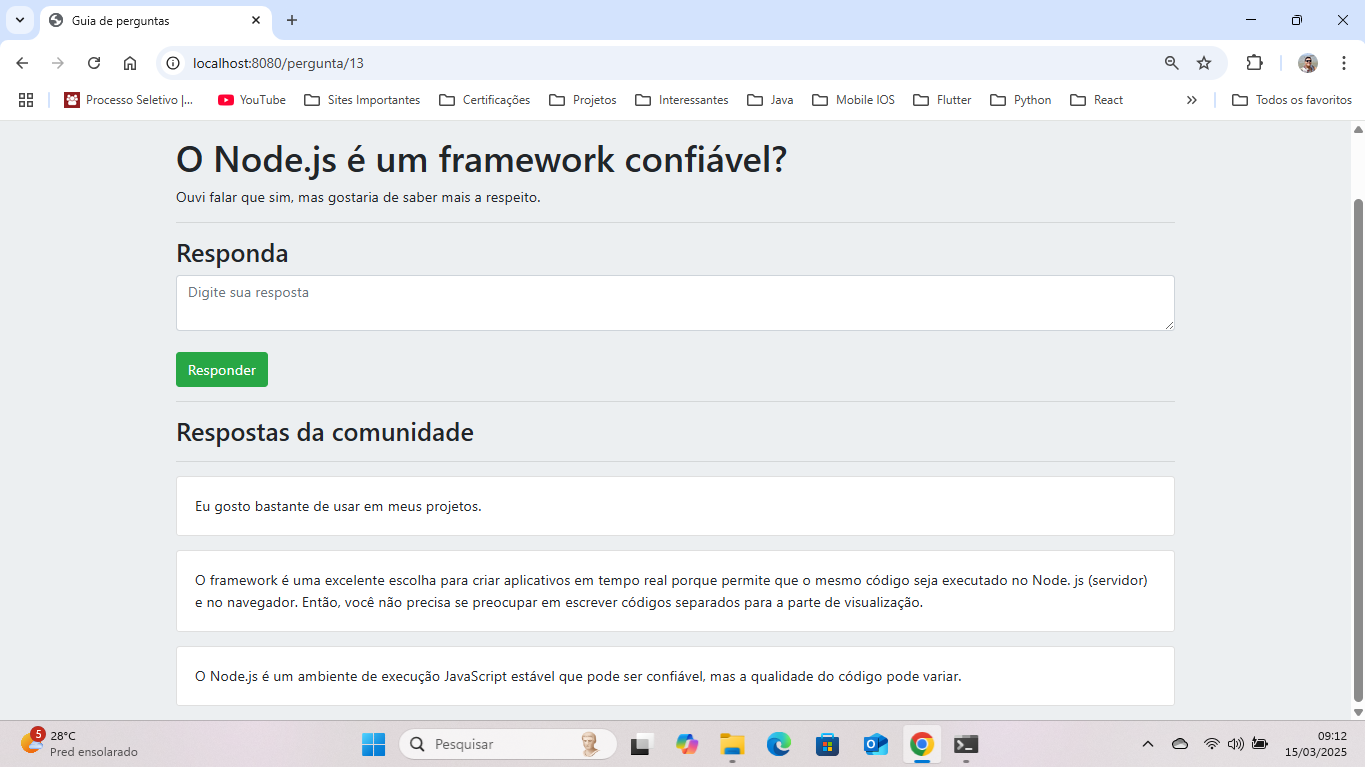 Guia de perguntas
localhost:8080/pergunta/13
Processo Seletivo |... YouTube Sites Importantes Certificações Projetos Interessantes Java Mobile IOS Flutter Python React » Todos os favoritos
O Node.js é um framework confiável?
Ouvi falar que sim, mas gostaria de saber mais a respeito.
Responda
Digite sua resposta
Responder
Respostas da comunidade
Eu gosto bastante de usar em meus projetos.
O framework é uma excelente escolha para criar aplicativos em tempo real porque permite que o mesmo código seja executado no Node. js (servidor)
e no navegador. Então, você não precisa se preocupar em escrever códigos separados para a parte de visualização.
O Node.js é um ambiente de execução JavaScript estável que pode ser confiável, mas a qualidade do código pode variar.
5
28°C
Pred ensolarado
Pesquisar
09:12
15/03/2025